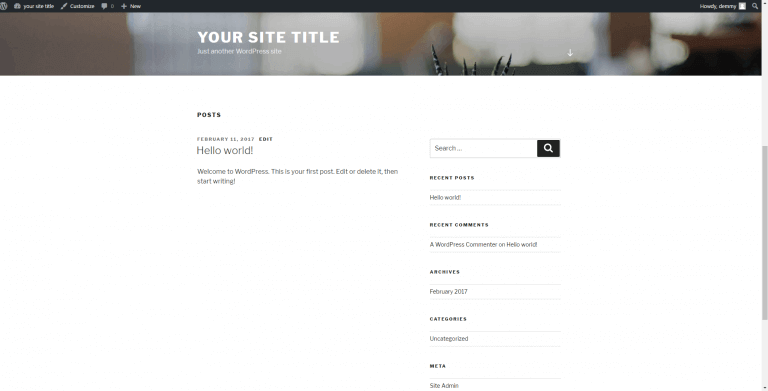 your site title Customize 0 New Howdy, demmy
YOUR SITE TITLE
Just another WordPress site
POSTS
FEBRUARY 11, 2017 EDIT
Hello world!
Welcome to WordPress. This is your first post. Edit or delete it, then
start writing!
Search …
RECENT POSTS
Hello world!
RECENT COMMENTS
A WordPress Commenter on Hello world!
ARCHIVES
February 2017
CATEGORIES
Uncategorized
META
Site Admin